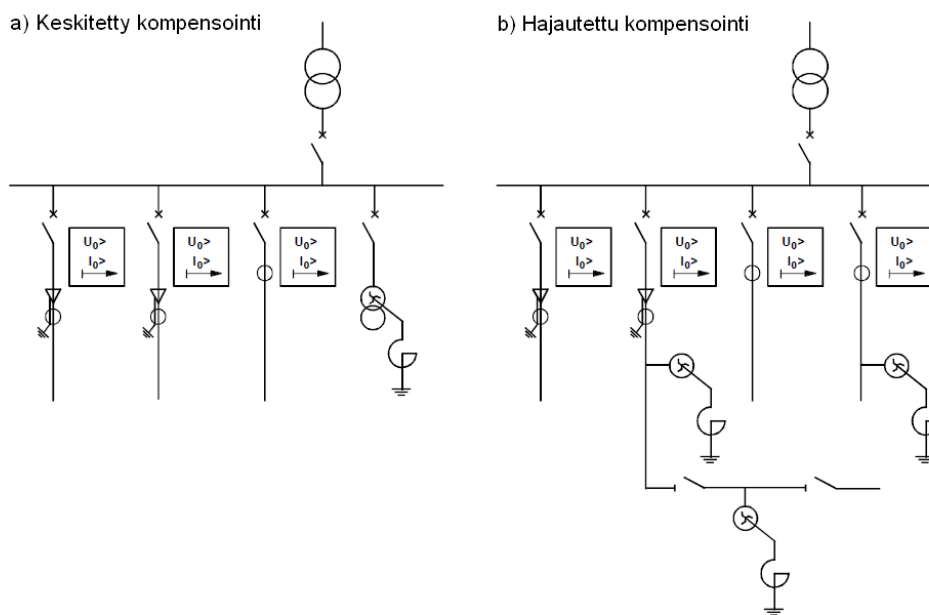 a) Keskitetty kompensointi
b) Hajautettu kompensointi
U0>
I0>
U0>
I0>
U0>
I0>
U0>
I0>
U0>
I0>
U0>
I0>
U0>
I0>